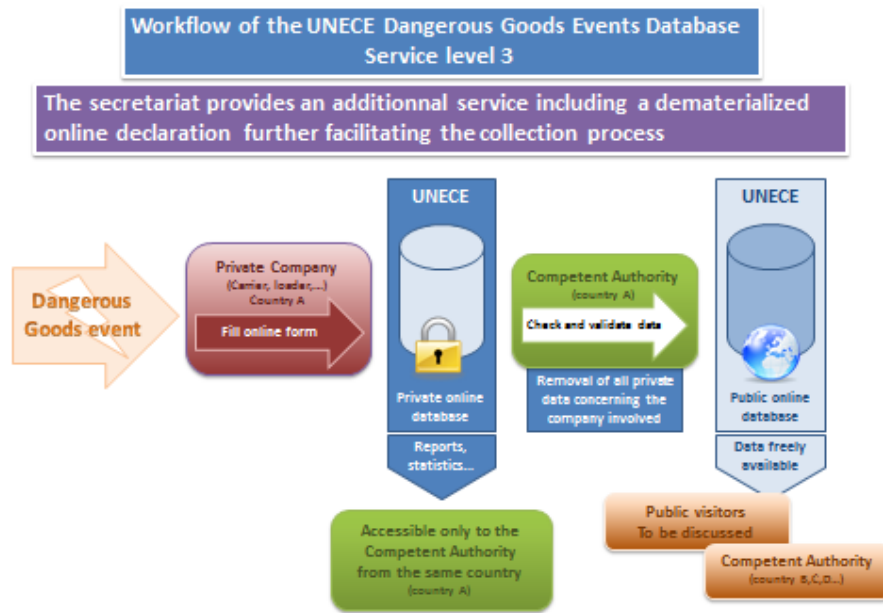 Workflow of the UNECE Dangerous Goods Events Database
Service level 3
The secretariat provides an additionnal service including a dematerialized
online declaration further facilitating the collection process
Dangerous
Goods event
Private Company
(Carrier, loader,...)
Country A
Fill online form
UNECE
Private online
database
Reports,
statistics...
Accessible only to the
Competent Authority
from the same country
(country A)
Competent Authority
(country A)
Check and validate data
Removal of all private
data concerning the
company involved
UNECE
Public online
database
Data freely
available
Public visitors
To be discussed
Competent Authority
(country B,C,D...)